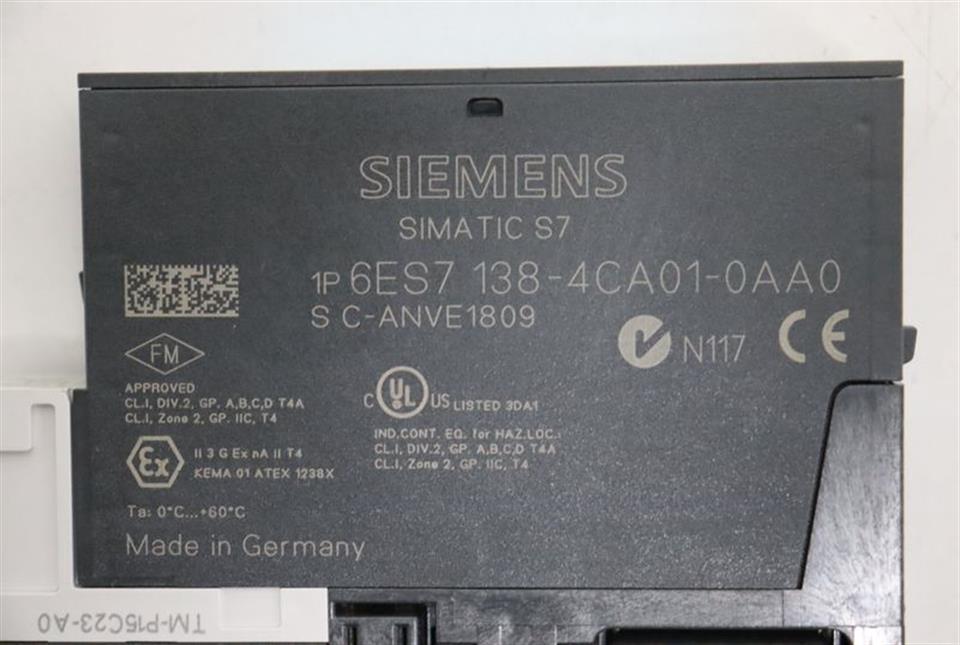 SIEMENS
SIMATIC S7
1P 6ES7 138-4CA01-0AA0
S C-ANVE1809
N117 CE
FM
APPROVED
CL.I, DIV.2, GP. A,B,C,D T4A
CL.I, Zone 2, GP. IIC, T4
C UL US LISTED 3DA1
IND.CONT. EQ. for HAZ.LOC.:
CL.I, DIV.2, GP. A,B,C,D T4A
CL.I, Zone 2, GP. IIC, T4
Ex
II 3 G Ex nA II T4
KEMA 01 ATEX 1238X
Ta: 0°C...+60°C
Made in Germany
TM-P15C23-A0